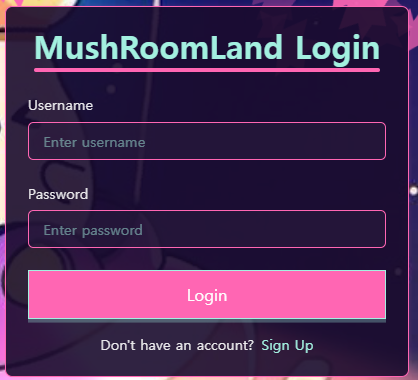 MushRoomLand Login
Username
Enter username
Password
Enter password
Login
Don't have an account? Sign Up